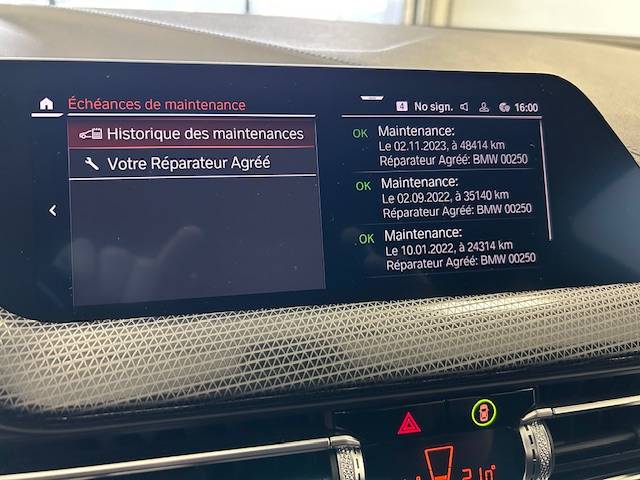 Échéances de maintenance
4 No sign. 16:00
Historique des maintenances
Votre Réparateur Agréé
OK Maintenance:
Le 02.11.2023, à 48414 km
Réparateur Agréé: BMW 00250
OK Maintenance:
Le 02.09.2022, à 35140 km
Réparateur Agréé: BMW 00250
OK Maintenance:
Le 10.01.2022, à 24314 km
Réparateur Agréé: BMW 00250